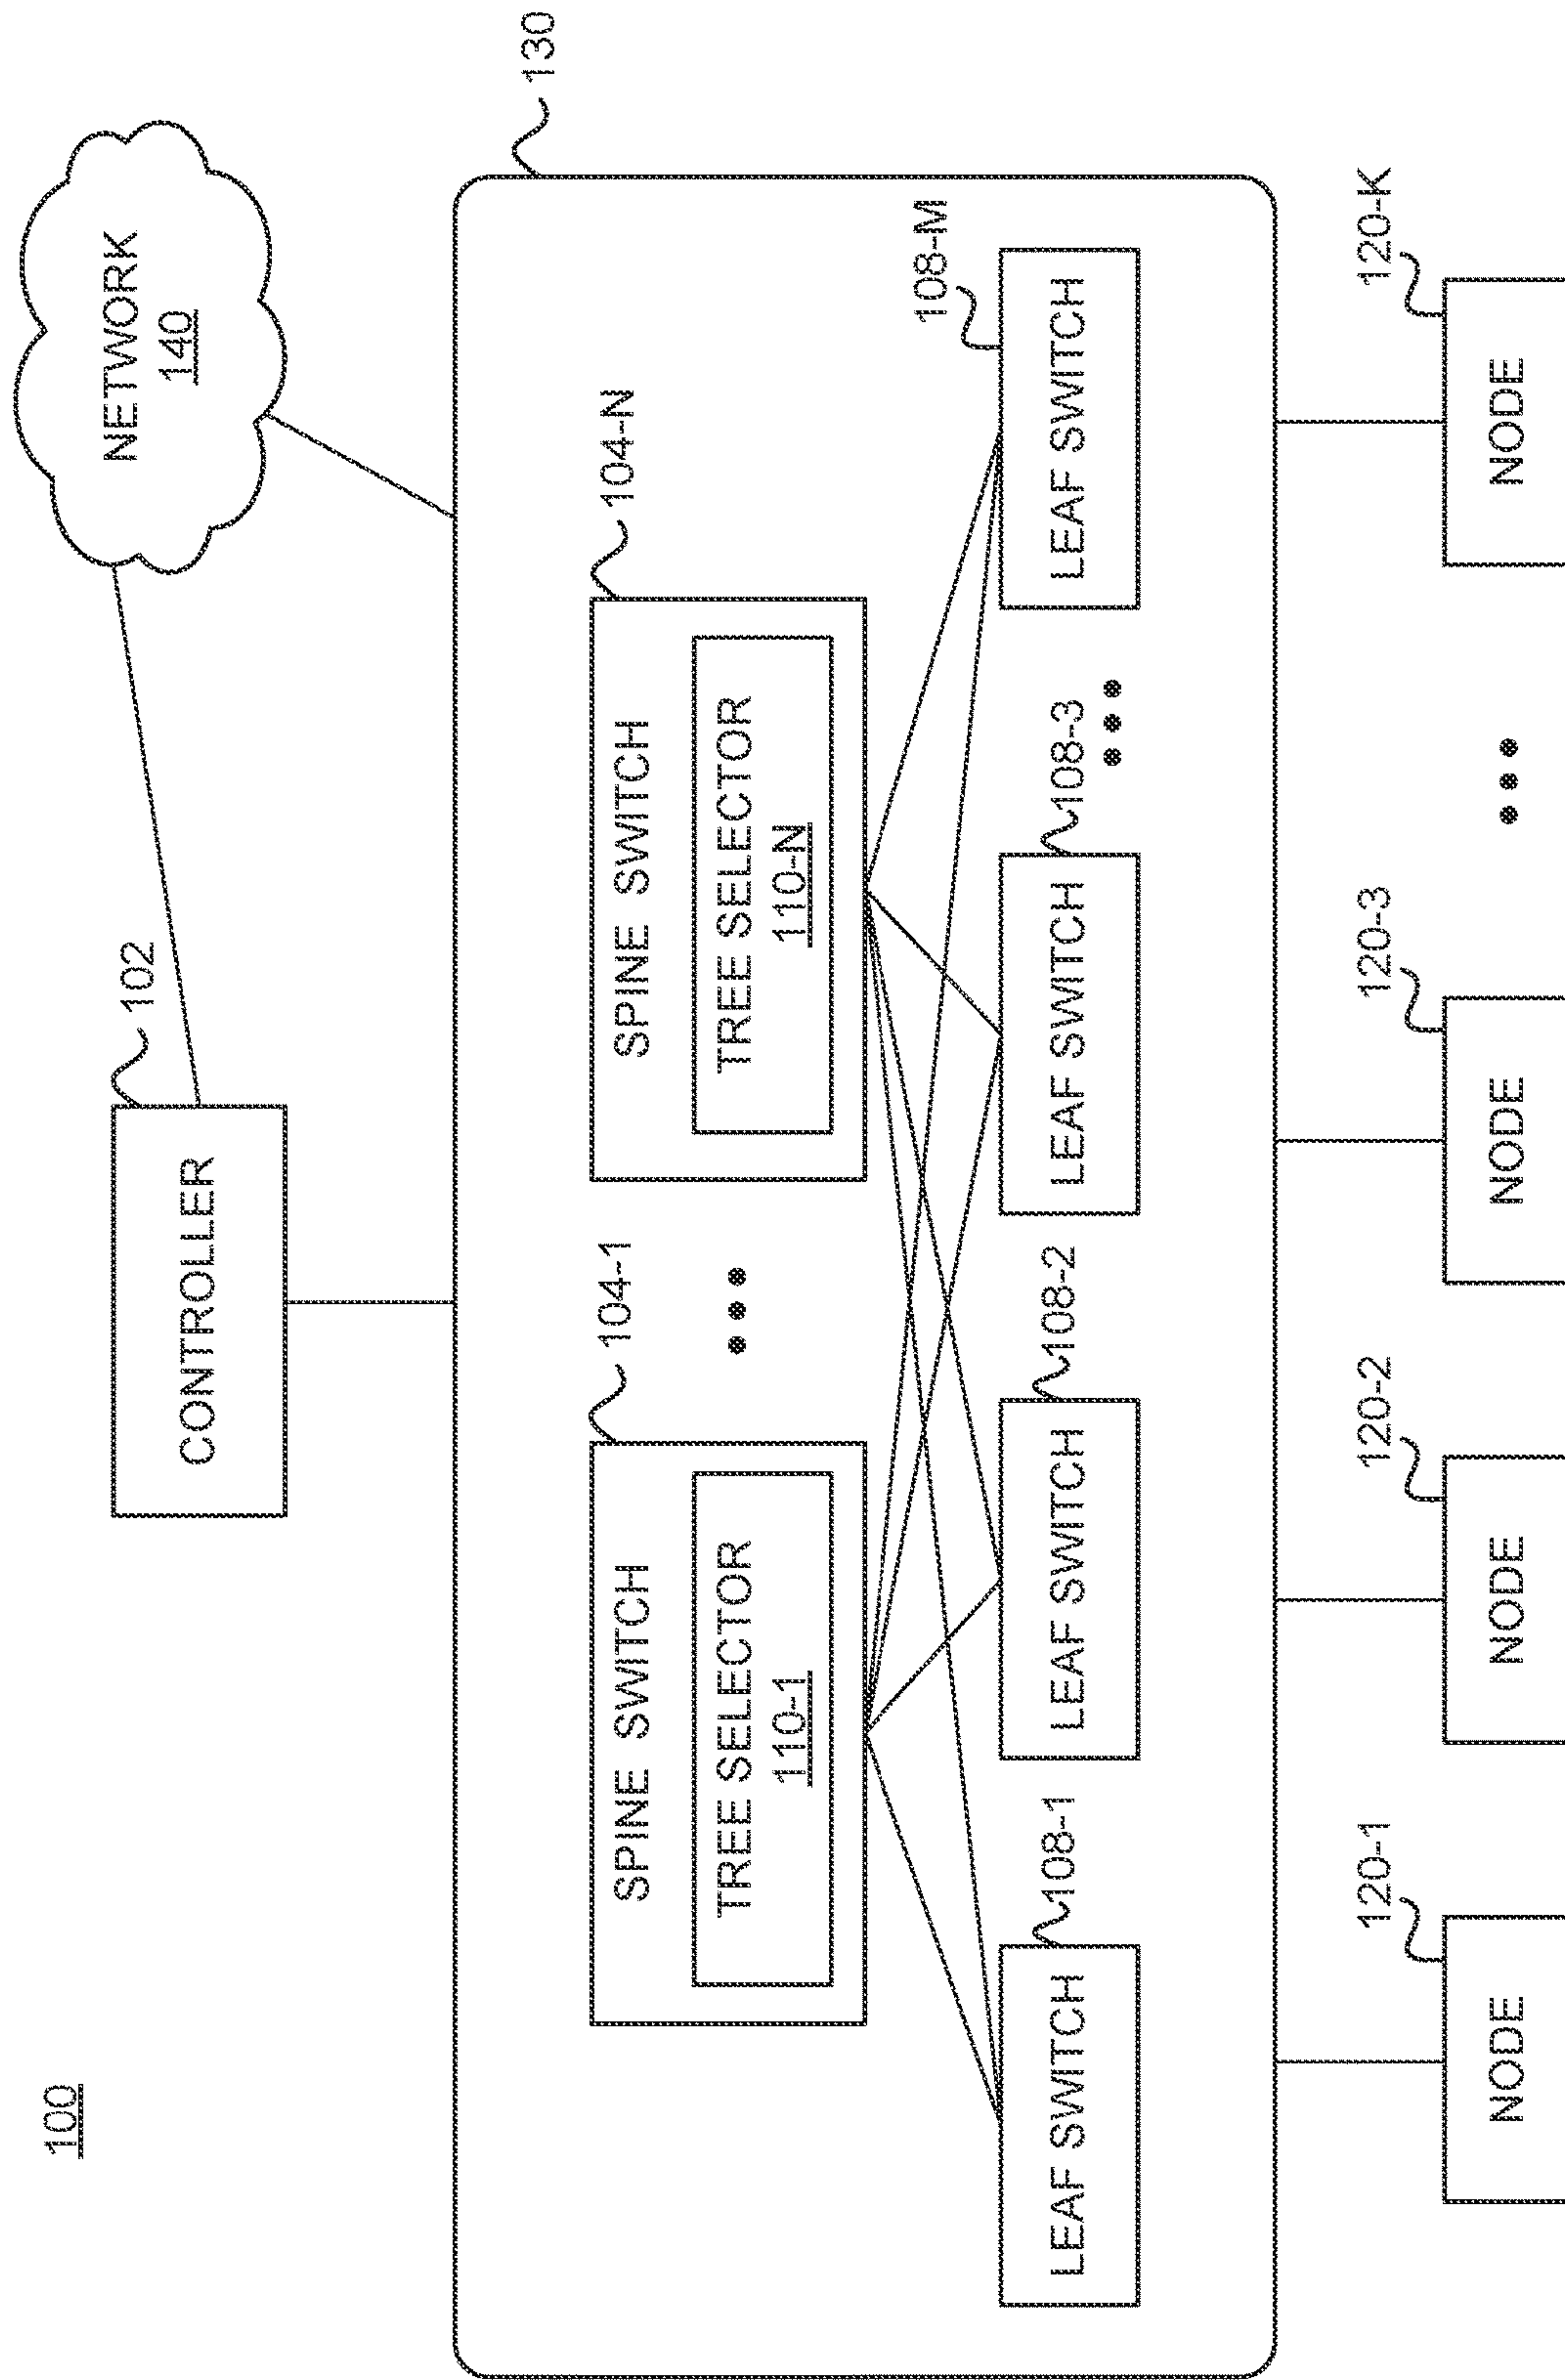 100
CONTROLLER
102
NETWORK
140
130
SPINE SWITCH
104-1
TREE SELECTOR
110-1
SPINE SWITCH
104-N
TREE SELECTOR
110-N
LEAF SWITCH
108-1
LEAF SWITCH
108-2
LEAF SWITCH
108-3
LEAF SWITCH
108-M
NODE
120-1
NODE
120-2
NODE
120-3
NODE
120-K